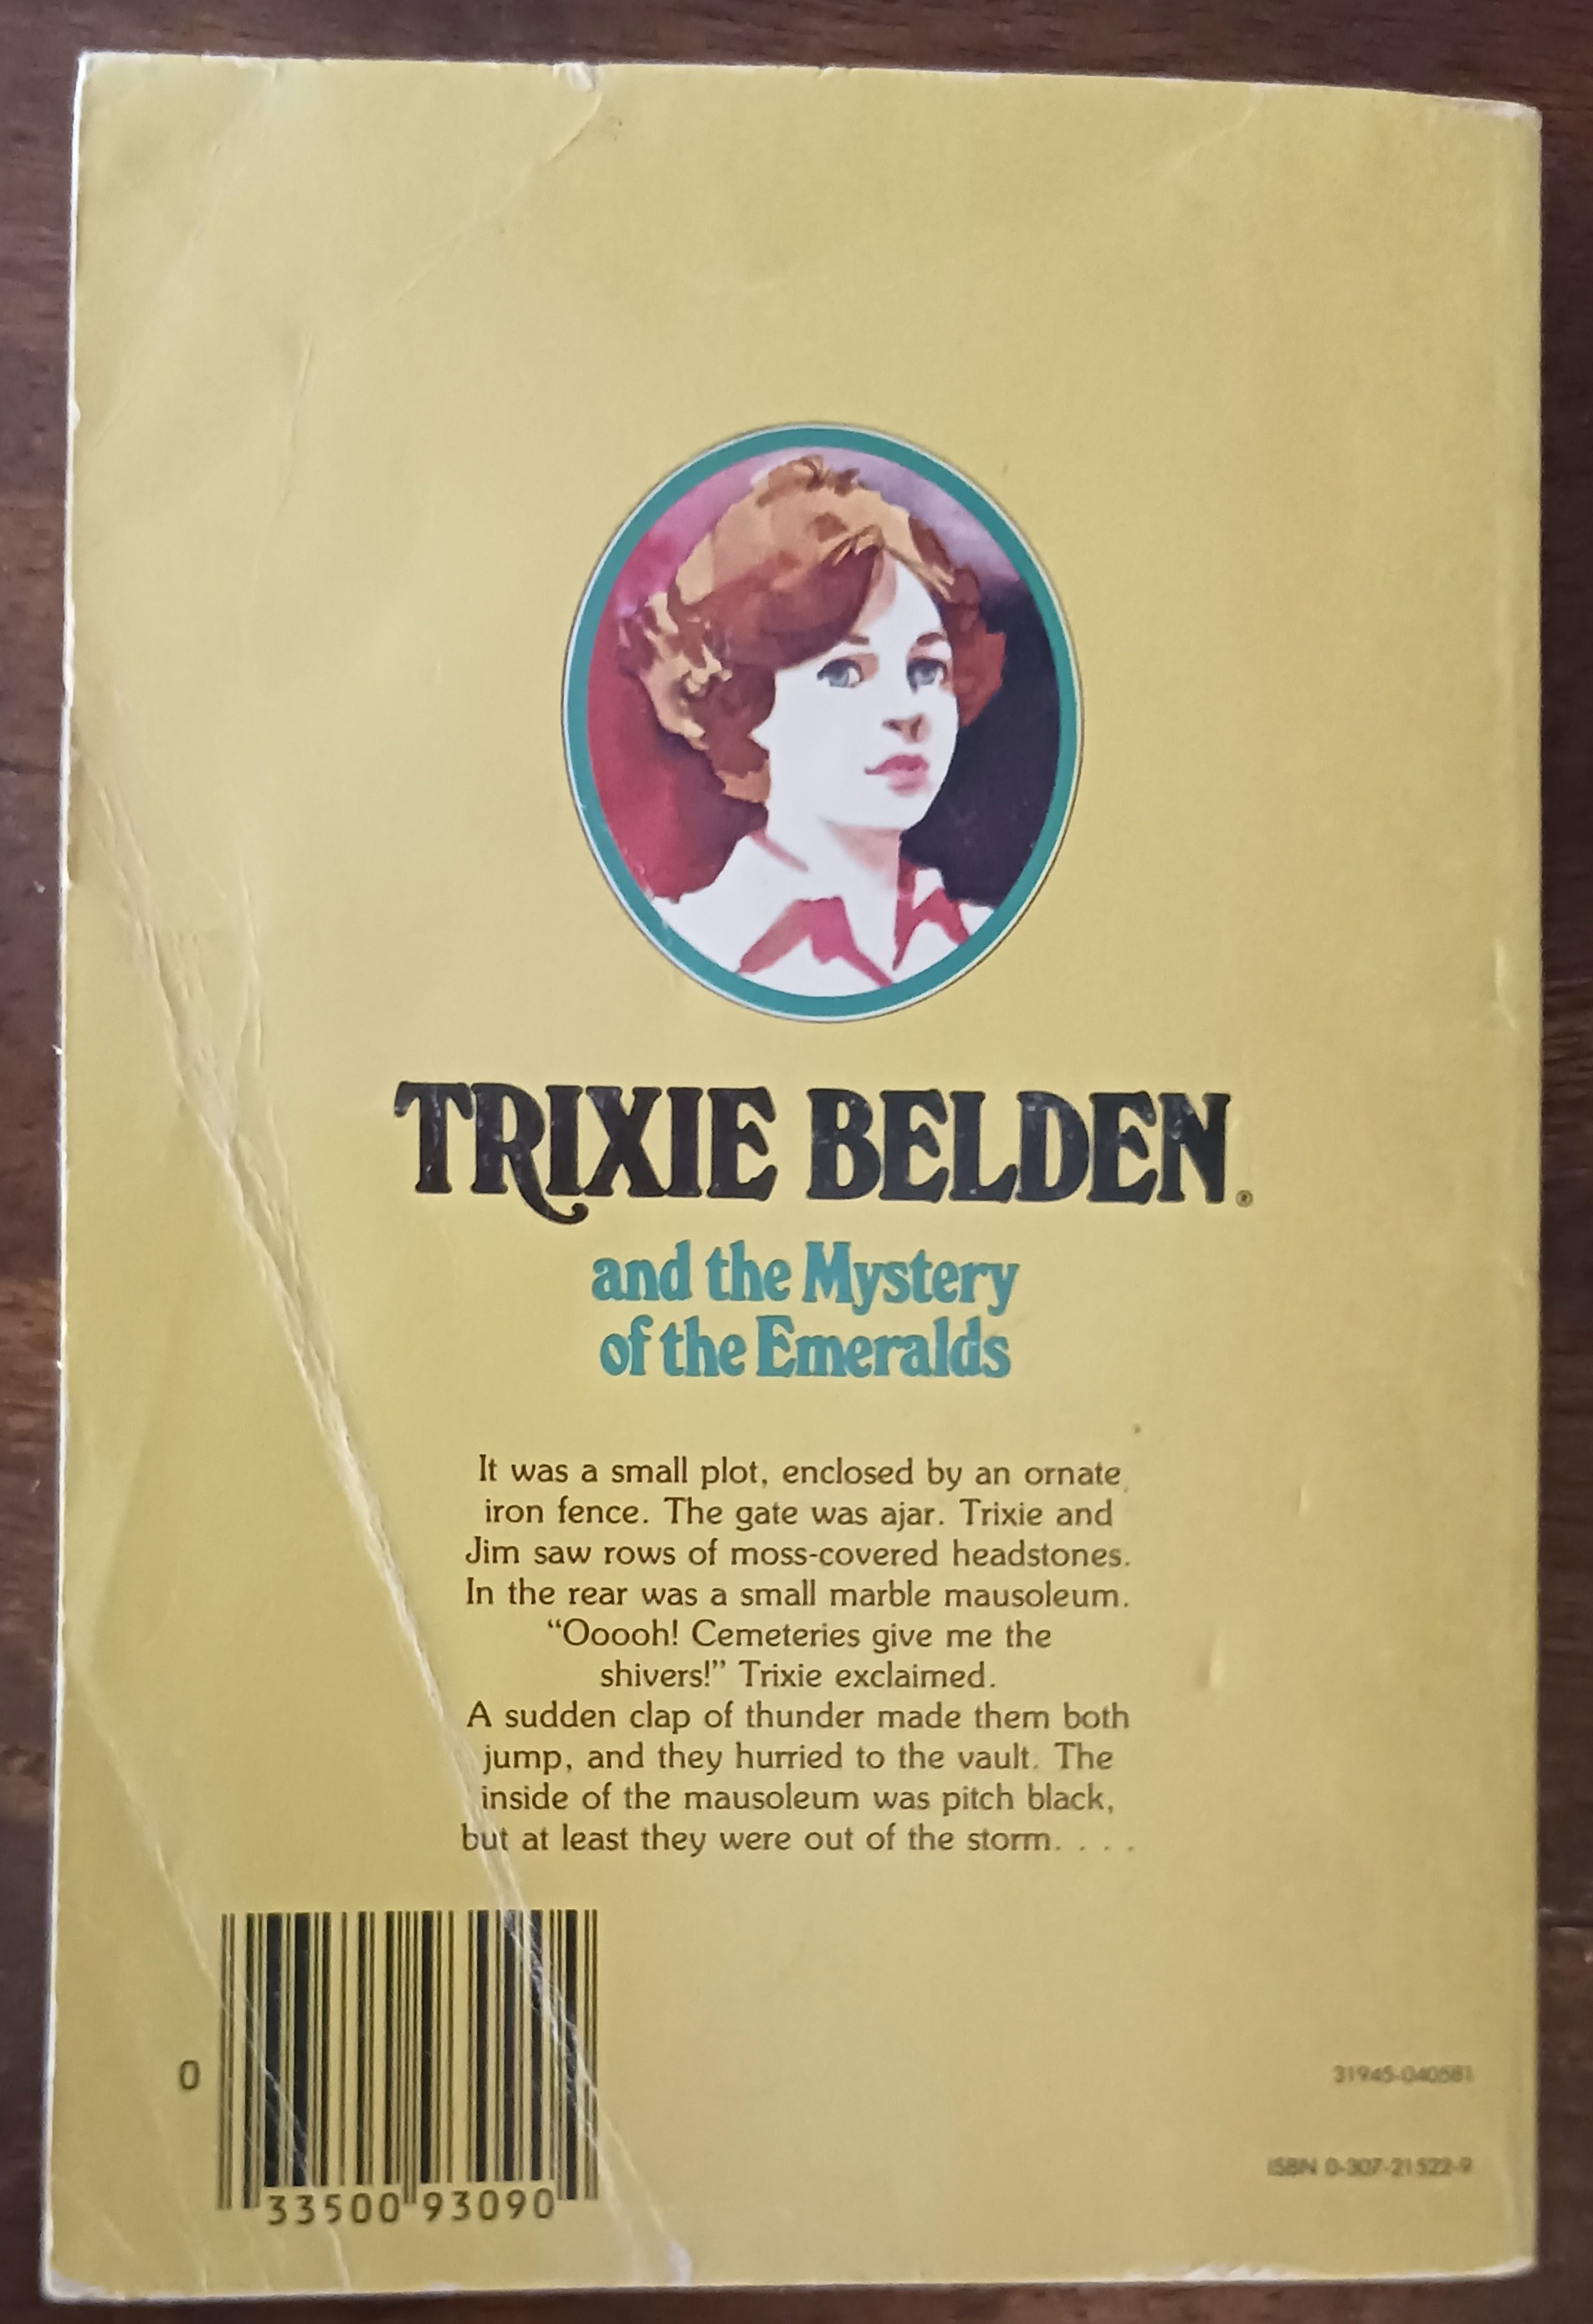 TRIXIE BELDEN®
and the Mystery
of the Emeralds
It was a small plot, enclosed by an ornate
iron fence. The gate was ajar. Trixie and
Jim saw rows of moss-covered headstones.
In the rear was a small marble mausoleum.
“Ooooh! Cemeteries give me the
shivers!” Trixie exclaimed.
A sudden clap of thunder made them both
jump, and they hurried to the vault. The
inside of the mausoleum was pitch black,
but at least they were out of the storm. . . .
0
33500 93090
31945-040581
ISBN 0-307-21522-9